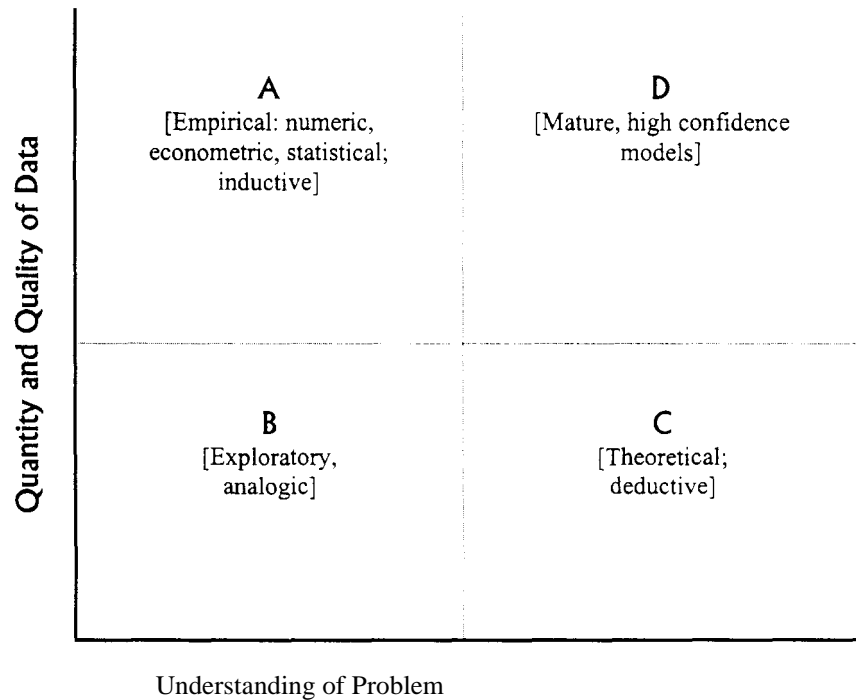 Quantity and Quality of Data
A
[Empirical: numeric,
econometric, statistical;
inductive]
D
[Mature, high confidence
models]
B
[Exploratory,
analogic]
C
[Theoretical;
deductive]
Understanding of Problem